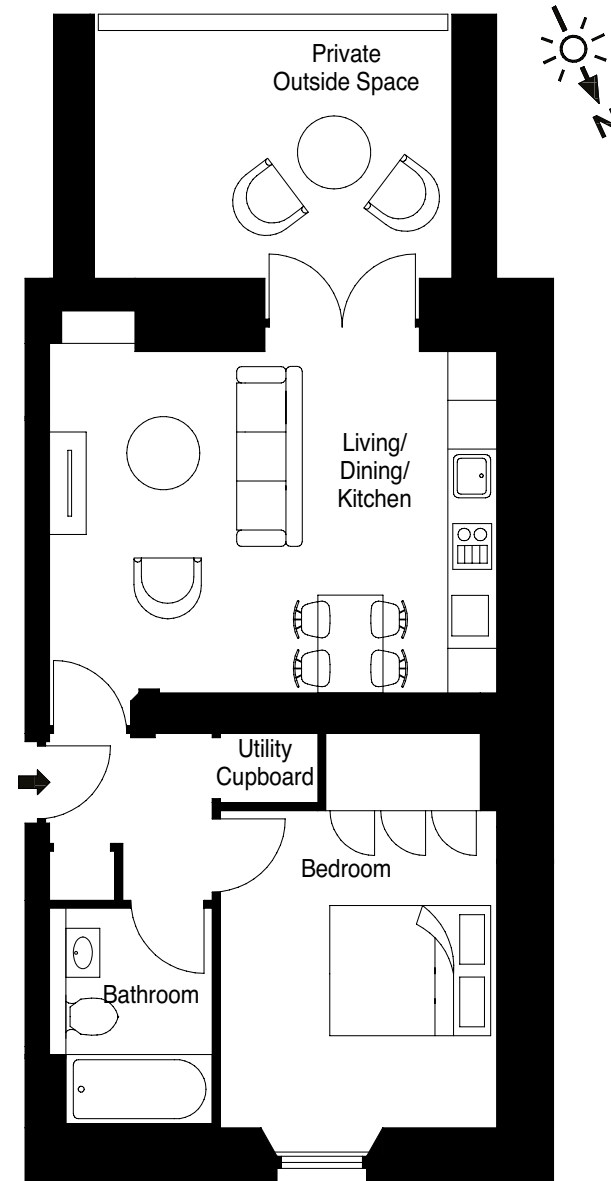 Private
Outside Space
N
Living/
Dining/
Kitchen
Utility
Cupboard
Bedroom
Bathroom